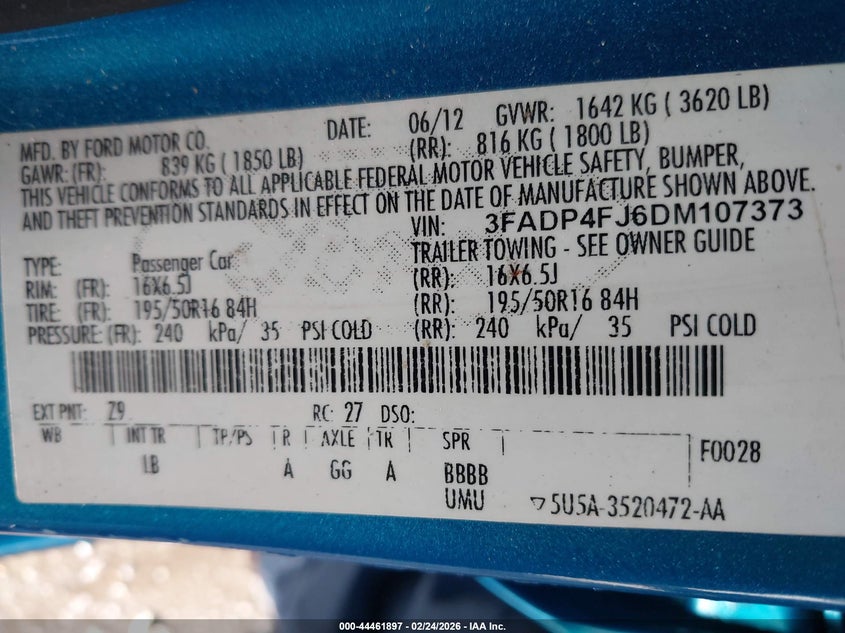 MFD. BY FORD MOTOR CO. DATE: 06/12 GVWR: 1642 KG ( 3620 LB)
GAWR: (FR): 839 KG ( 1850 LB) (RR): 816 KG ( 1800 LB)
THIS VEHICLE CONFORMS TO ALL APPLICABLE FEDERAL MOTOR VEHICLE SAFETY, BUMPER,
AND THEFT PREVENTION STANDARDS IN EFFECT ON THE DATE OF MANUFACTURE SHOWN ABOVE.
VIN: 3FADP4FJ6DM107373
TYPE: Passenger Car TRAILER TOWING - SEE OWNER GUIDE
RIM: (FR): 16X6.5J (RR): 16X6.5J
TIRE: (FR): 195/50R16 84H (RR): 195/50R16 84H
PRESSURE: (FR): 240 kPa/ 35 PSI COLD (RR): 240 kPa/ 35 PSI COLD
EXT PNT: Z9 RC: 27 DSO:
WB INT TR TP/PS R AXLE TR SPR F0028
LB A GG A BBBB
UMU ▽5U5A-3520472-AA
000-44461897 - 02/24/2026 - IAA Inc.